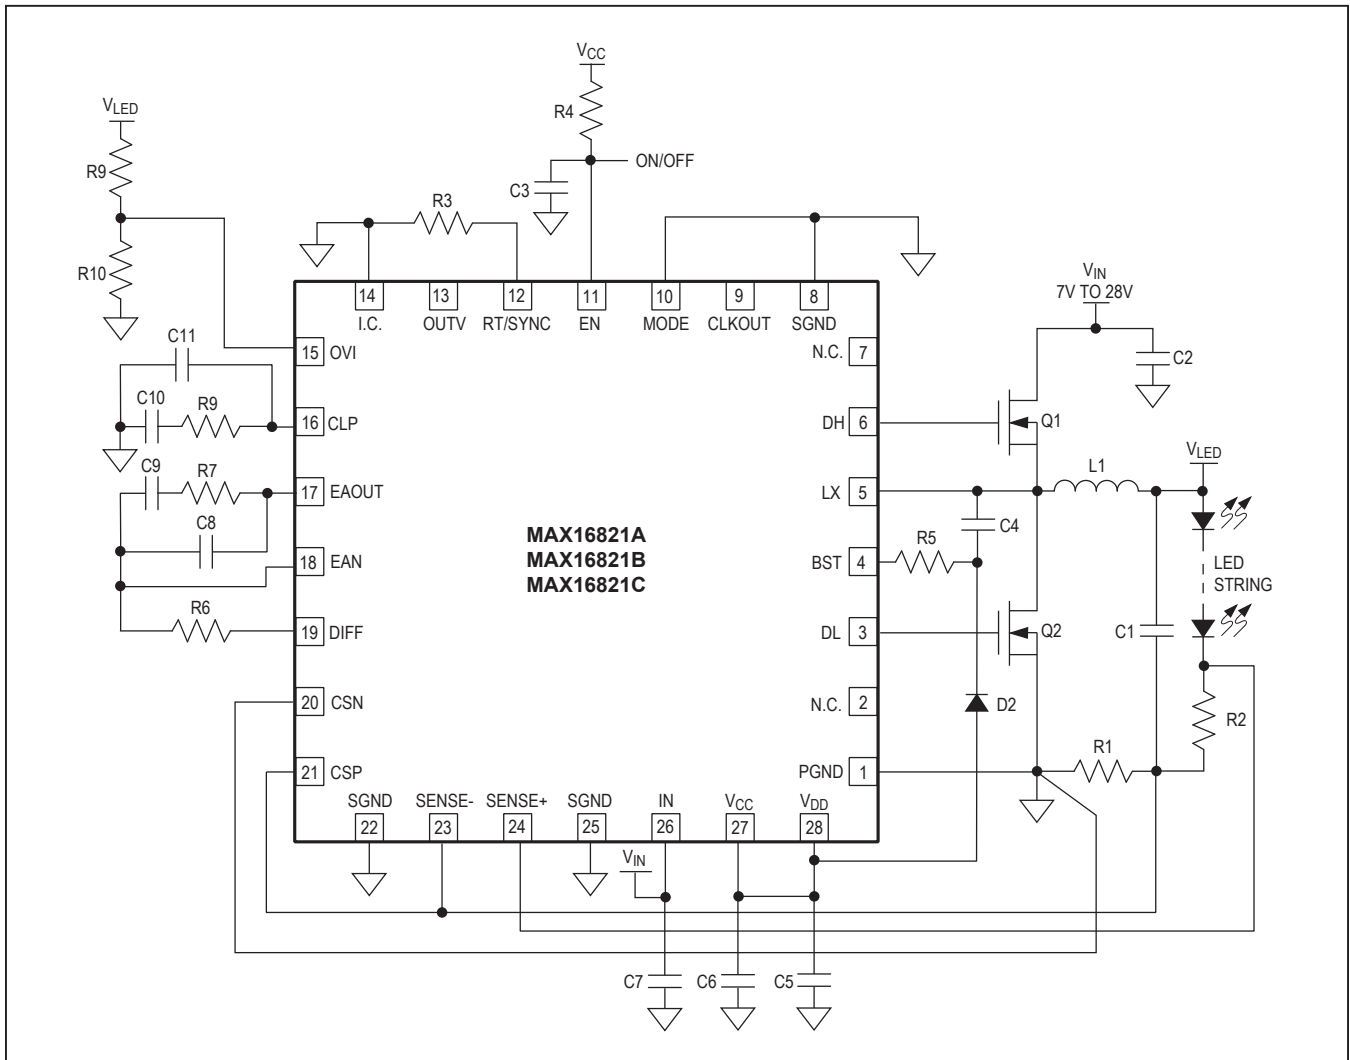 VCC
R4
VLED
ON/OFF
R9
C3
R3
R10
VIN
7V TO 28V
14
13
12
11
10
9
8
I.C.
OUTV
RT/SYNC
EN
MODE
CLKOUT
SGND
C11
15 OVI
N.C. 7
C2
C10
R9
16 CLP
DH 6
Q1
C9
R7
17 EAOUT
LX 5
L1
VLED
C8
MAX16821A
MAX16821B
MAX16821C
C4
R5
18 EAN
BST 4
LED
STRING
R6
19 DIFF
DL 3
Q2
C1
20 CSN
N.C. 2
D2
R2
21 CSP
PGND 1
R1
SGND
SENSE-
SENSE+
SGND
IN
VCC
VDD
22
23
24
25
26
27
28
VIN
C7
C6
C5